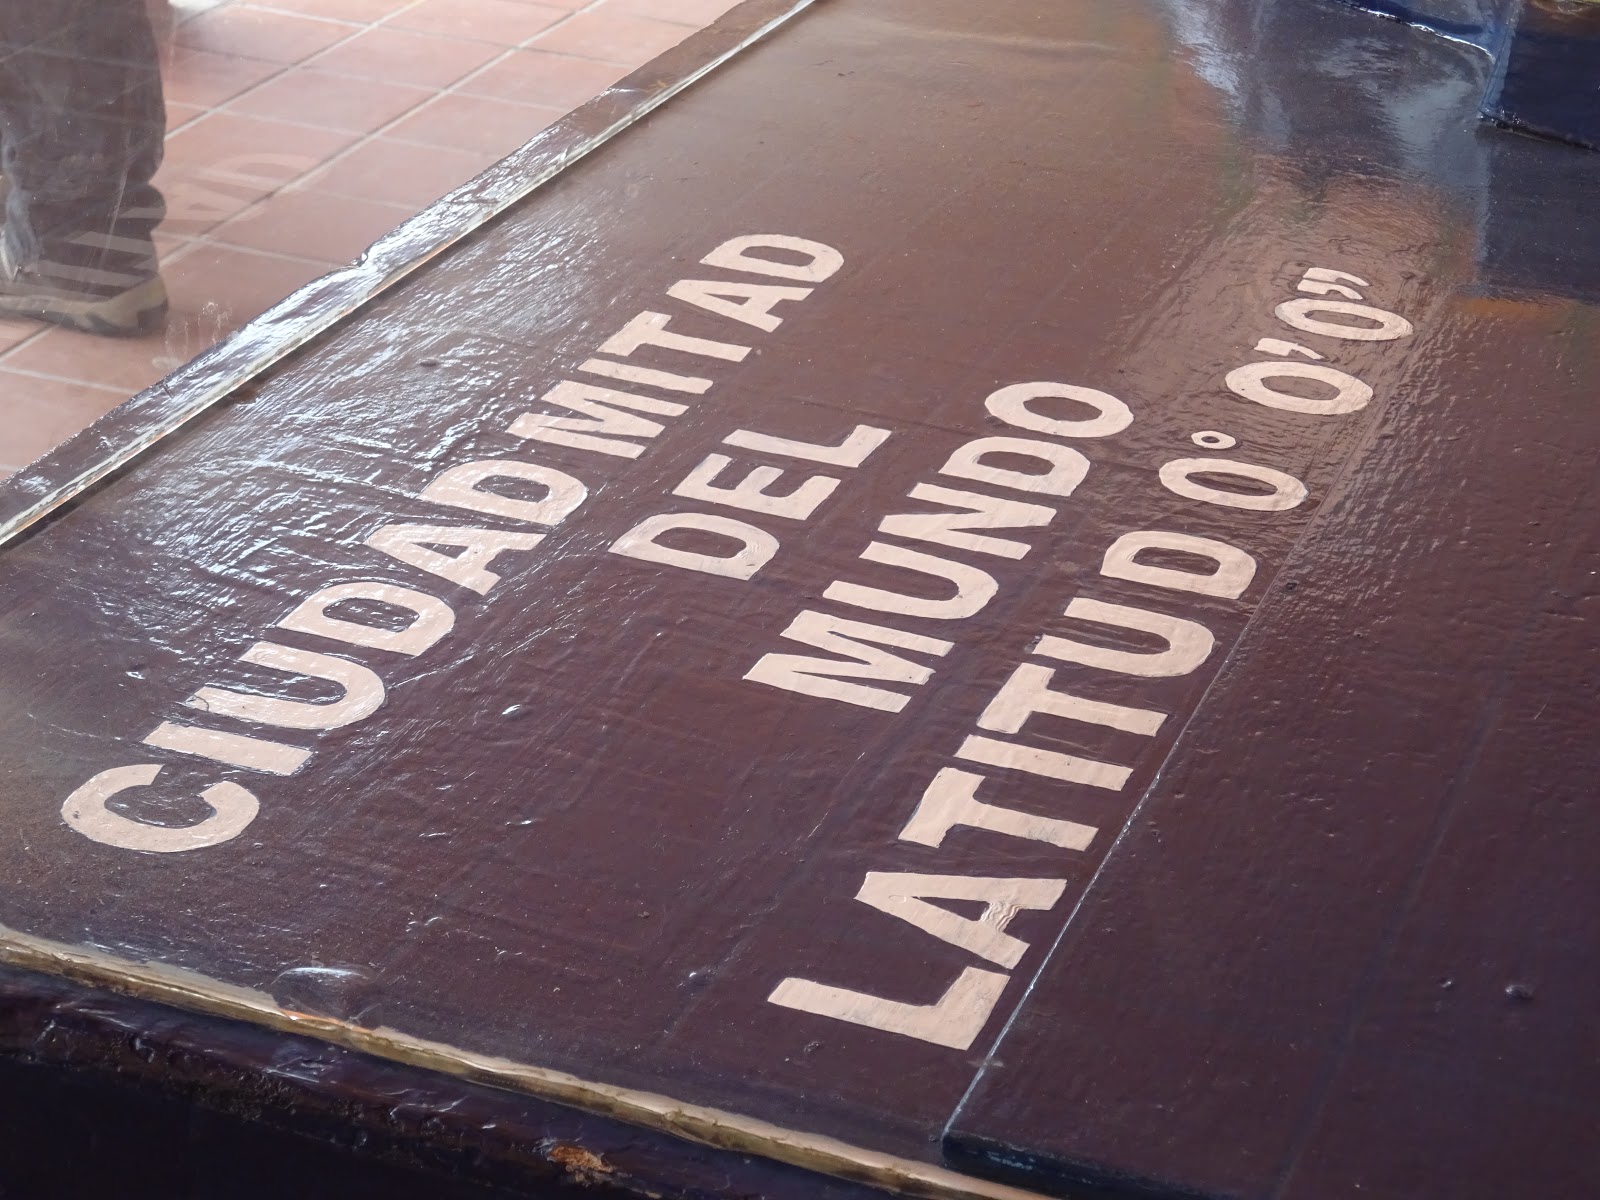 CIUDAD MITAD
DEL
MUNDO
LATITUD 0° 0' 0"